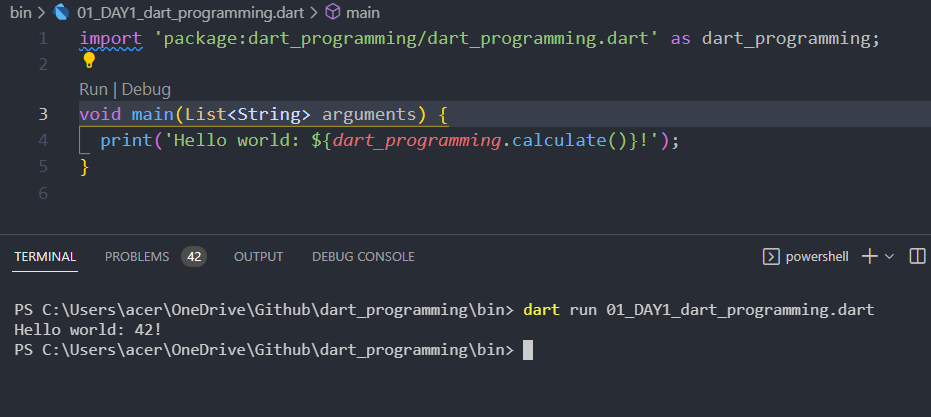 bin > 01_DAY1_dart_programming.dart > main
1 import 'package:dart_programming/dart_programming.dart' as dart_programming;
2
Run | Debug
3 void main(List<String> arguments) {
4 print('Hello world: ${dart_programming.calculate()}!');
5 }
6
TERMINAL PROBLEMS 42 OUTPUT DEBUG CONSOLE powershell
PS C:\Users\acer\OneDrive\Github\dart_programming\bin> dart run 01_DAY1_dart_programming.dart
Hello world: 42!
PS C:\Users\acer\OneDrive\Github\dart_programming\bin>